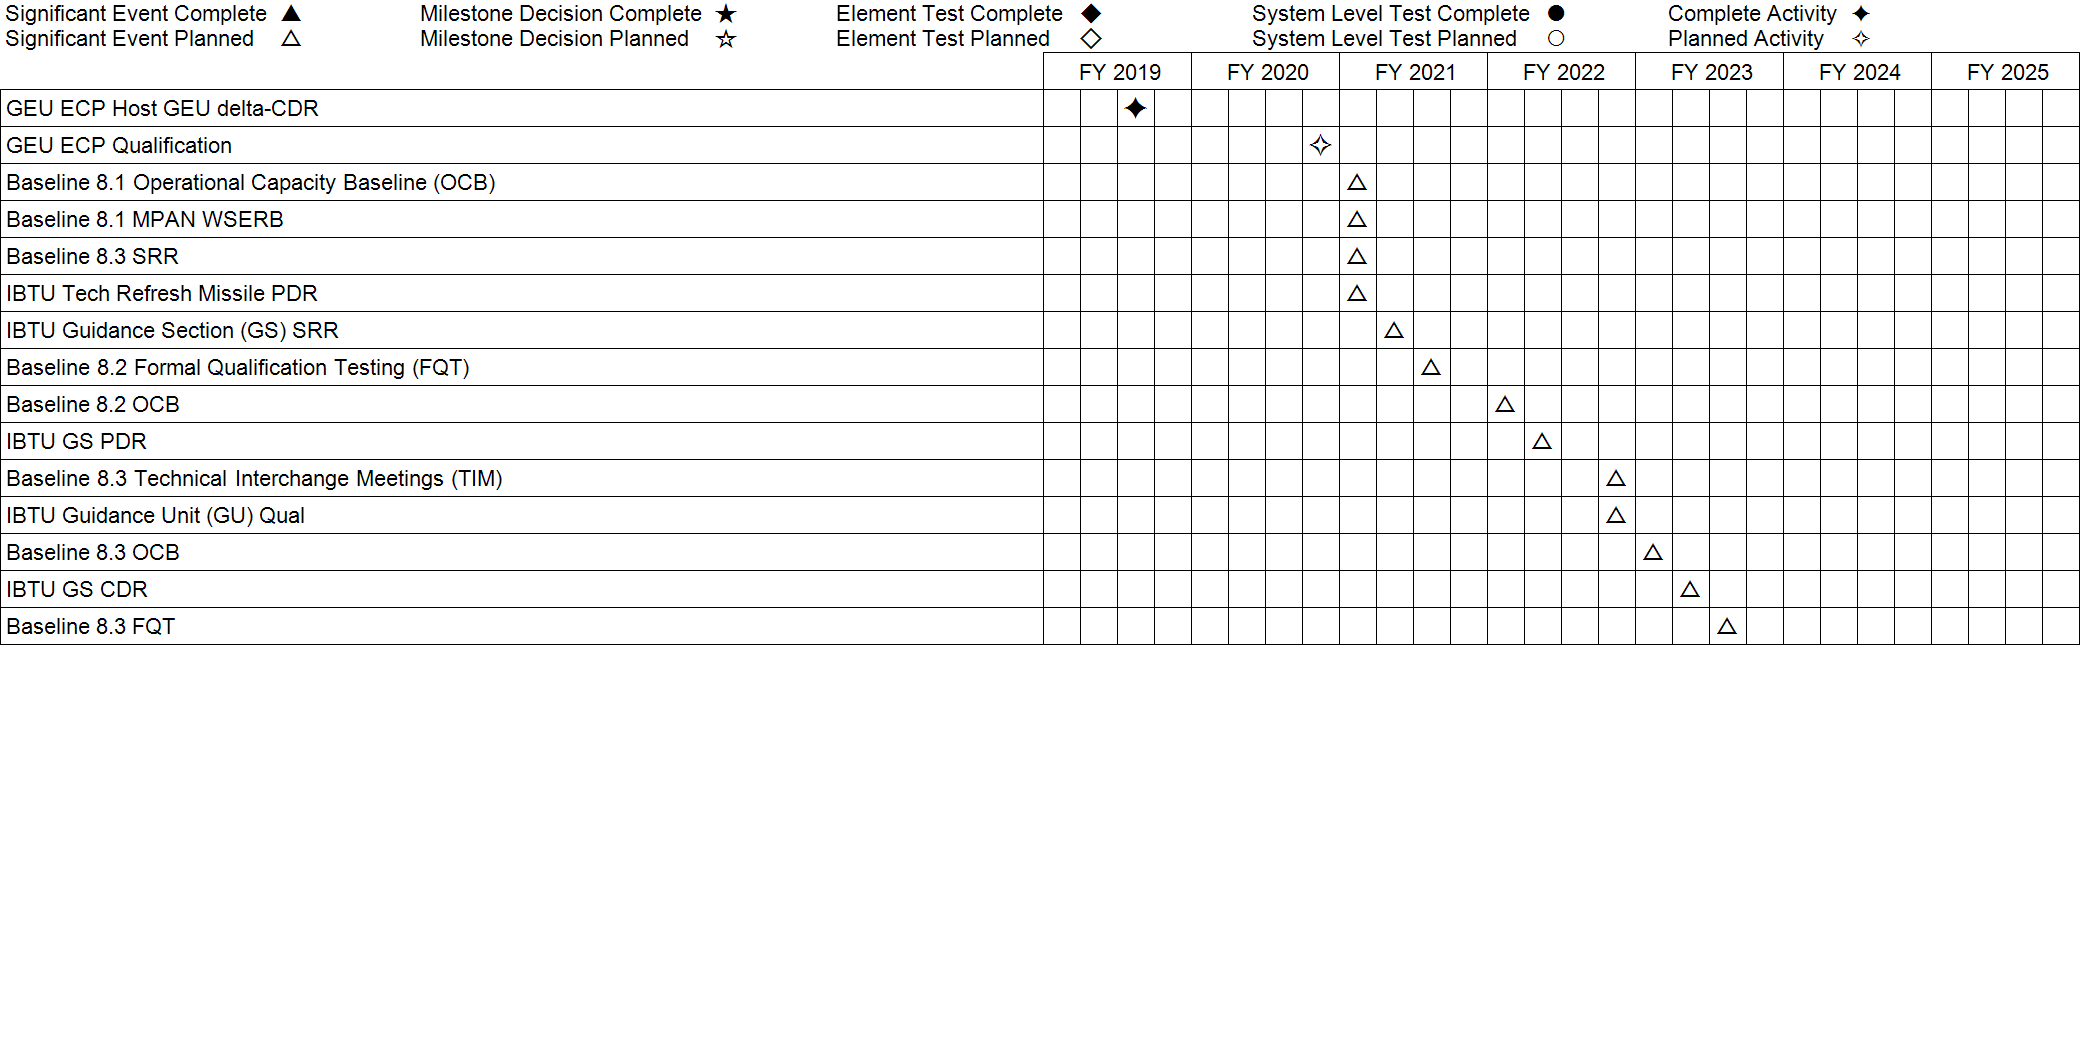 Significant Event Complete ▲ Milestone Decision Complete ★ Element Test Complete ◆ System Level Test Complete ● Complete Activity ✦
Significant Event Planned △ Milestone Decision Planned ☆ Element Test Planned ◇ System Level Test Planned ○ Planned Activity ✧
FY 2019 FY 2020 FY 2021 FY 2022 FY 2023 FY 2024 FY 2025
GEU ECP Host GEU delta-CDR ✦
GEU ECP Qualification ✧
Baseline 8.1 Operational Capacity Baseline (OCB) △
Baseline 8.1 MPAN WSERB △
Baseline 8.3 SRR △
IBTU Tech Refresh Missile PDR △
IBTU Guidance Section (GS) SRR △
Baseline 8.2 Formal Qualification Testing (FQT) △
Baseline 8.2 OCB △
IBTU GS PDR △
Baseline 8.3 Technical Interchange Meetings (TIM) △
IBTU Guidance Unit (GU) Qual △
Baseline 8.3 OCB △
IBTU GS CDR △
Baseline 8.3 FQT △